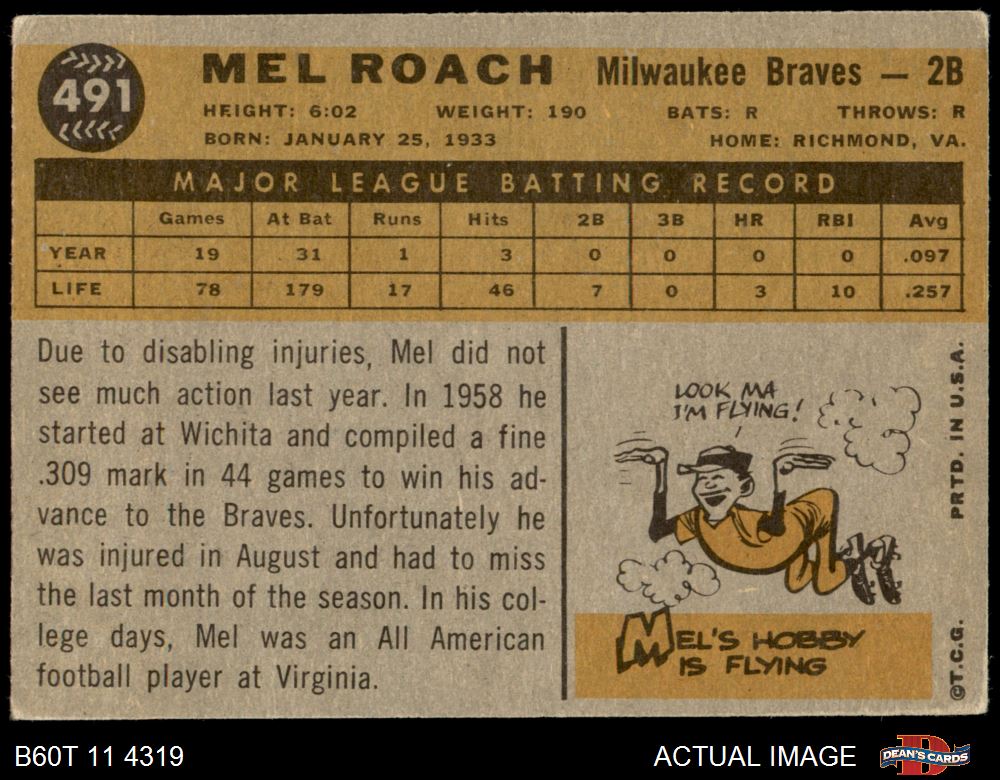 491
MEL ROACH Milwaukee Braves — 2B
HEIGHT: 6:02 WEIGHT: 190 BATS: R THROWS: R
BORN: JANUARY 25, 1933 HOME: RICHMOND, VA.
MAJOR LEAGUE BATTING RECORD
Games At Bat Runs Hits 2B 3B HR RBI Avg
YEAR 19 31 1 3 0 0 0 0 .097
LIFE 78 179 17 46 7 0 3 10 .257
Due to disabling injuries, Mel did not
see much action last year. In 1958 he
started at Wichita and compiled a fine
.309 mark in 44 games to win his ad-
vance to the Braves. Unfortunately he
was injured in August and had to miss
the last month of the season. In his col-
lege days, Mel was an All American
football player at Virginia.
LOOK MA
I'M FLYING!
MEL'S HOBBY
IS FLYING
©T.C.G. PRTD. IN U.S.A.
B60T 11 4319 ACTUAL IMAGE DEAN'S CARDS